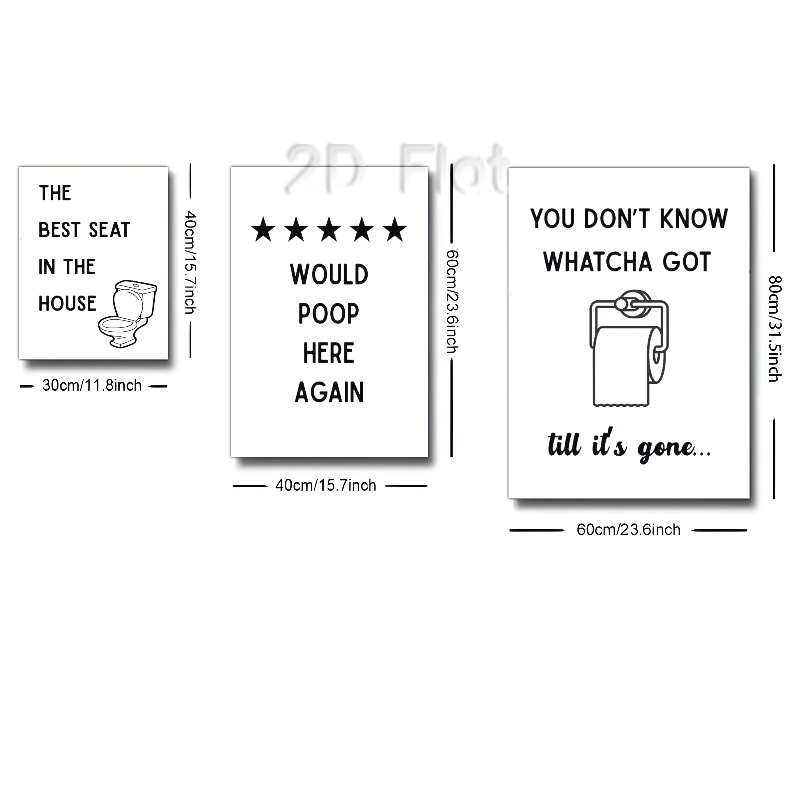 2D Flat
THE
BEST SEAT
IN THE
HOUSE
40cm/15.7inch
30cm/11.8inch
WOULD
POOP
HERE
AGAIN
60cm/23.6inch
40cm/15.7inch
YOU DON'T KNOW
WHATCHA GOT
till it's gone...
80cm/31.5inch
60cm/23.6inch